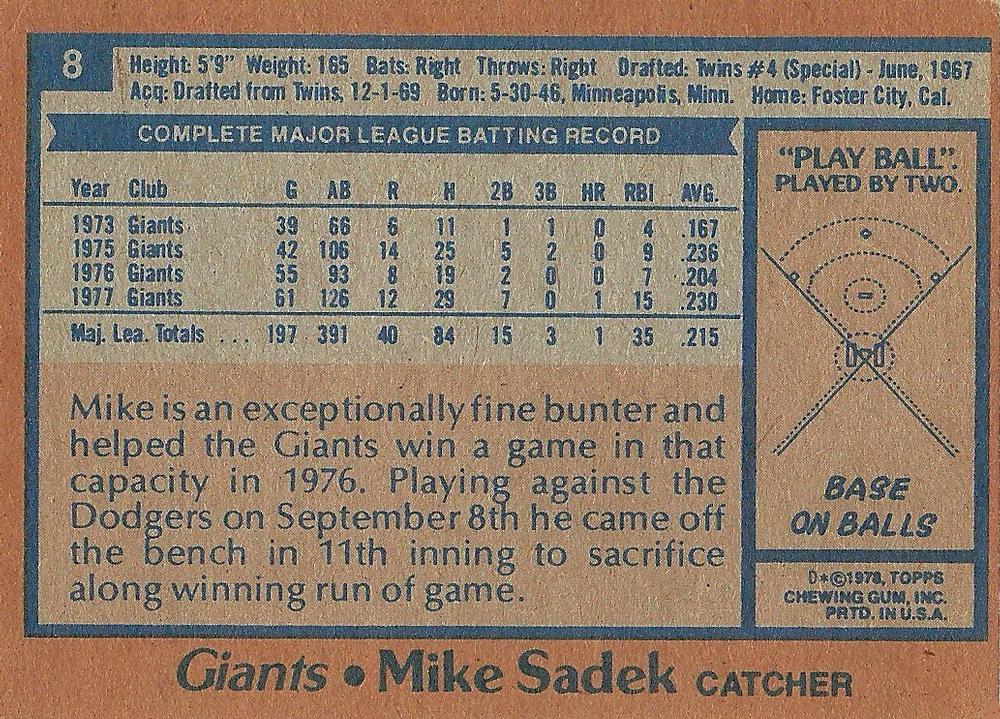 8
Height: 5'9" Weight: 165 Bats: Right Throws: Right Drafted: Twins #4 (Special) - June, 1967
Acq: Drafted from Twins, 12-1-69 Born: 5-30-46, Minneapolis, Minn. Home: Foster City, Cal.
COMPLETE MAJOR LEAGUE BATTING RECORD
Year Club G AB R H 2B 3B HR RBI AVG.
1973 Giants 39 66 6 11 1 1 0 4 .167
1975 Giants 42 106 14 25 5 2 0 9 .236
1976 Giants 55 93 8 19 2 0 0 7 .204
1977 Giants 61 126 12 29 7 0 1 15 .230
Maj. Lea. Totals ... 197 391 40 84 15 3 1 35 .215
Mike is an exceptionally fine bunter and
helped the Giants win a game in that
capacity in 1976. Playing against the
Dodgers on September 8th he came off
the bench in 11th inning to sacrifice
along winning run of game.
"PLAY BALL".
PLAYED BY TWO.
BASE
ON BALLS
D*©1978, TOPPS
CHEWING GUM, INC.
PRTD. IN U.S.A.
Giants • Mike Sadek CATCHER